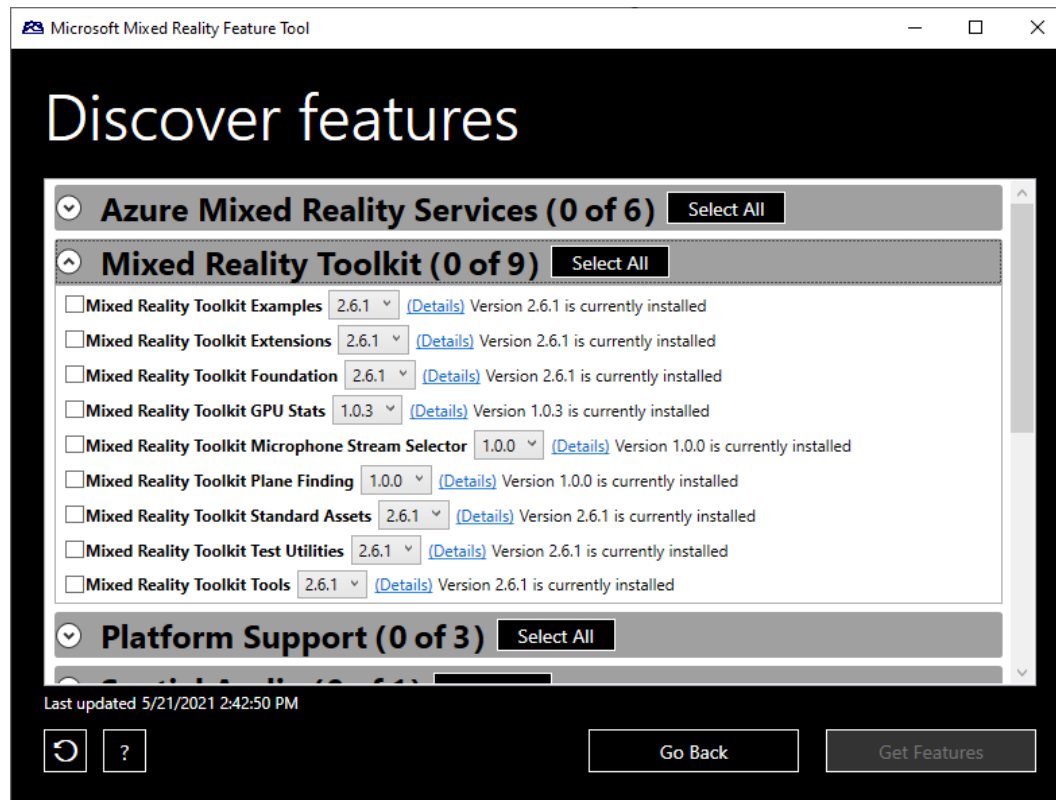 Microsoft Mixed Reality Feature Tool
Discover features
Azure Mixed Reality Services (0 of 6) Select All
Mixed Reality Toolkit (0 of 9) Select All
Mixed Reality Toolkit Examples 2.6.1 (Details) Version 2.6.1 is currently installed
Mixed Reality Toolkit Extensions 2.6.1 (Details) Version 2.6.1 is currently installed
Mixed Reality Toolkit Foundation 2.6.1 (Details) Version 2.6.1 is currently installed
Mixed Reality Toolkit GPU Stats 1.0.3 (Details) Version 1.0.3 is currently installed
Mixed Reality Toolkit Microphone Stream Selector 1.0.0 (Details) Version 1.0.0 is currently installed
Mixed Reality Toolkit Plane Finding 1.0.0 (Details) Version 1.0.0 is currently installed
Mixed Reality Toolkit Standard Assets 2.6.1 (Details) Version 2.6.1 is currently installed
Mixed Reality Toolkit Test Utilities 2.6.1 (Details) Version 2.6.1 is currently installed
Mixed Reality Toolkit Tools 2.6.1 (Details) Version 2.6.1 is currently installed
Platform Support (0 of 3) Select All
Last updated 5/21/2021 2:42:50 PM
? Go Back Get Features